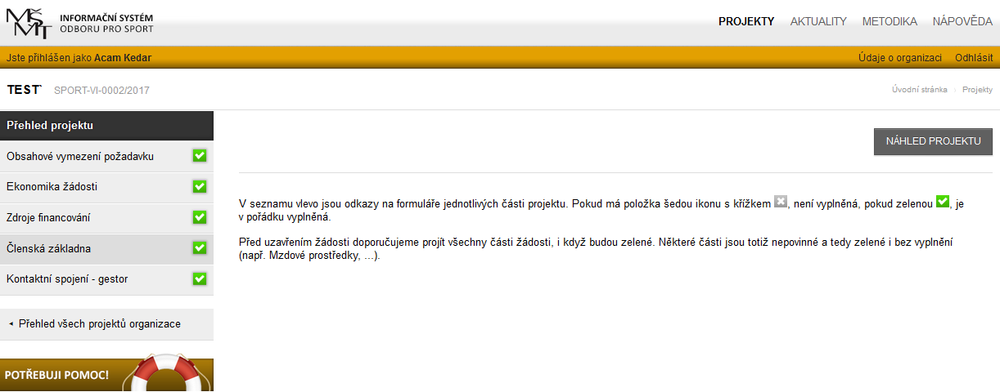 MŠMT
INFORMAČNÍ SYSTÉM
ODBORU PRO SPORT
PROJEKTY AKTUALITY METODIKA NÁPOVĚDA
Jste přihlášen jako Acam Kedar
Údaje o organizaci Odhlásit
TEST` SPORT-VI-0002/2017
Úvodní stránka › Projekty
Přehled projektu
Obsahové vymezení požadavku
Ekonomika žádosti
Zdroje financování
Členská základna
Kontaktní spojení - gestor
Přehled všech projektů organizace
POTŘEBUJI POMOC!
NÁHLED PROJEKTU
V seznamu vlevo jsou odkazy na formuláře jednotlivých části projektu. Pokud má položka šedou ikonu s křížkem , není vyplněná, pokud zelenou , je
v pořádku vyplněná.
Před uzavřením žádosti doporučujeme projít všechny části žádosti, i když budou zelené. Některé části jsou totiž nepovinné a tedy zelené i bez vyplnění
(např. Mzdové prostředky, ...).